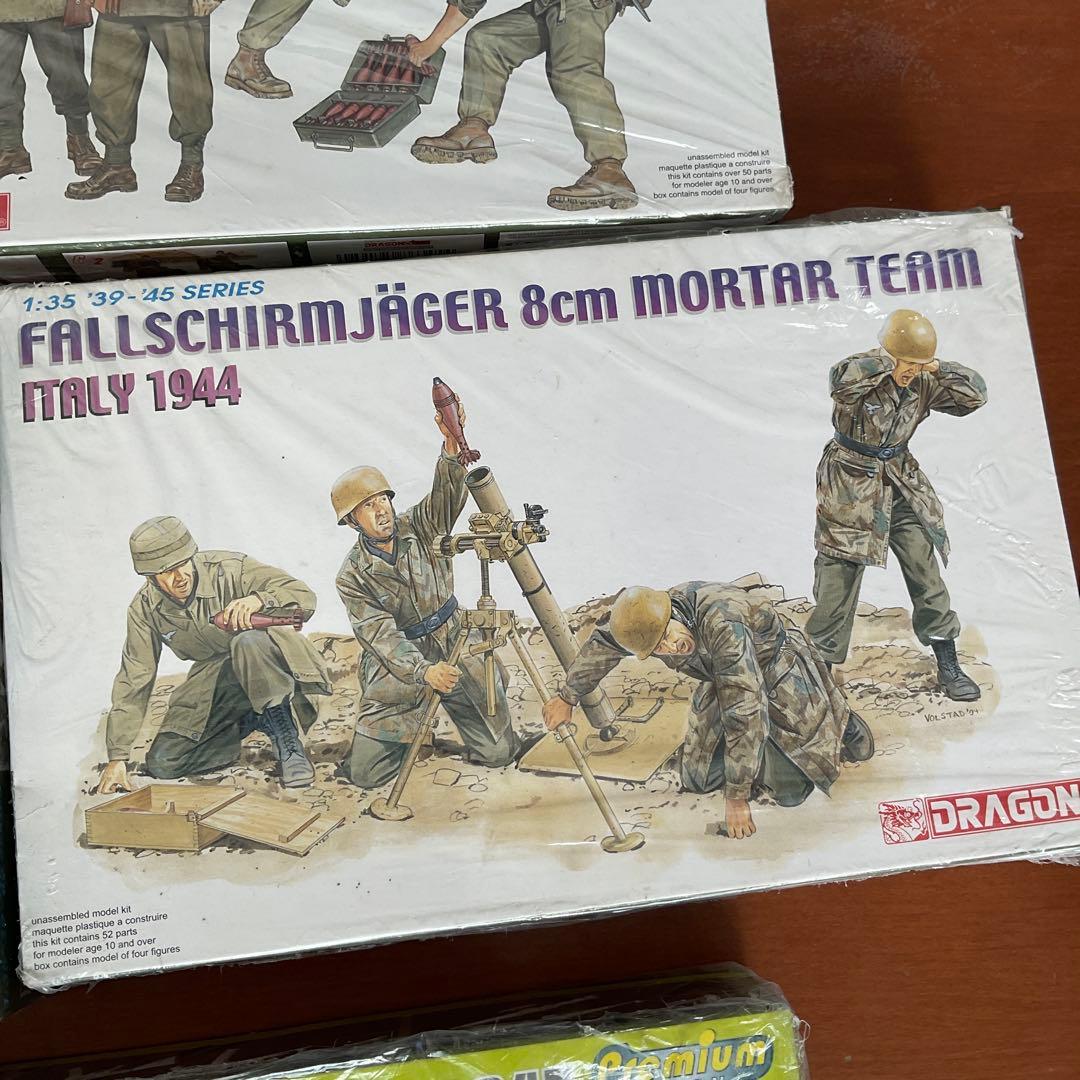 unassembled model kit
maquette plastique a construire
this kit contains over 50 parts
for modeler age 10 and over
box contains model of four figures
DRAGON
1:35 '39-'45 SERIES
FALLSCHIRMJÄGER 8cm MORTAR TEAM
ITALY 1944
VOLSTAD '04
DRAGON
unassembled model kit
maquette plastique a construire
this kit contains 52 parts
for modeler age 10 and over
box contains model of four figures
Premium